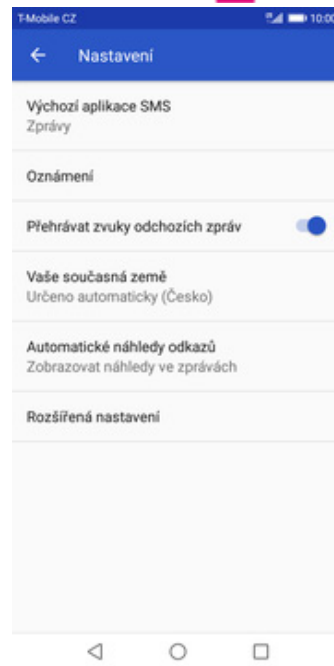 T-Mobile CZ 10:00
Nastavení
Výchozí aplikace SMS
Zprávy
Oznámení
Přehrávat zvuky odchozích zpráv
Vaše současná země
Určeno automaticky (Česko)
Automatické náhledy odkazů
Zobrazovat náhledy ve zprávách
Rozšířená nastavení